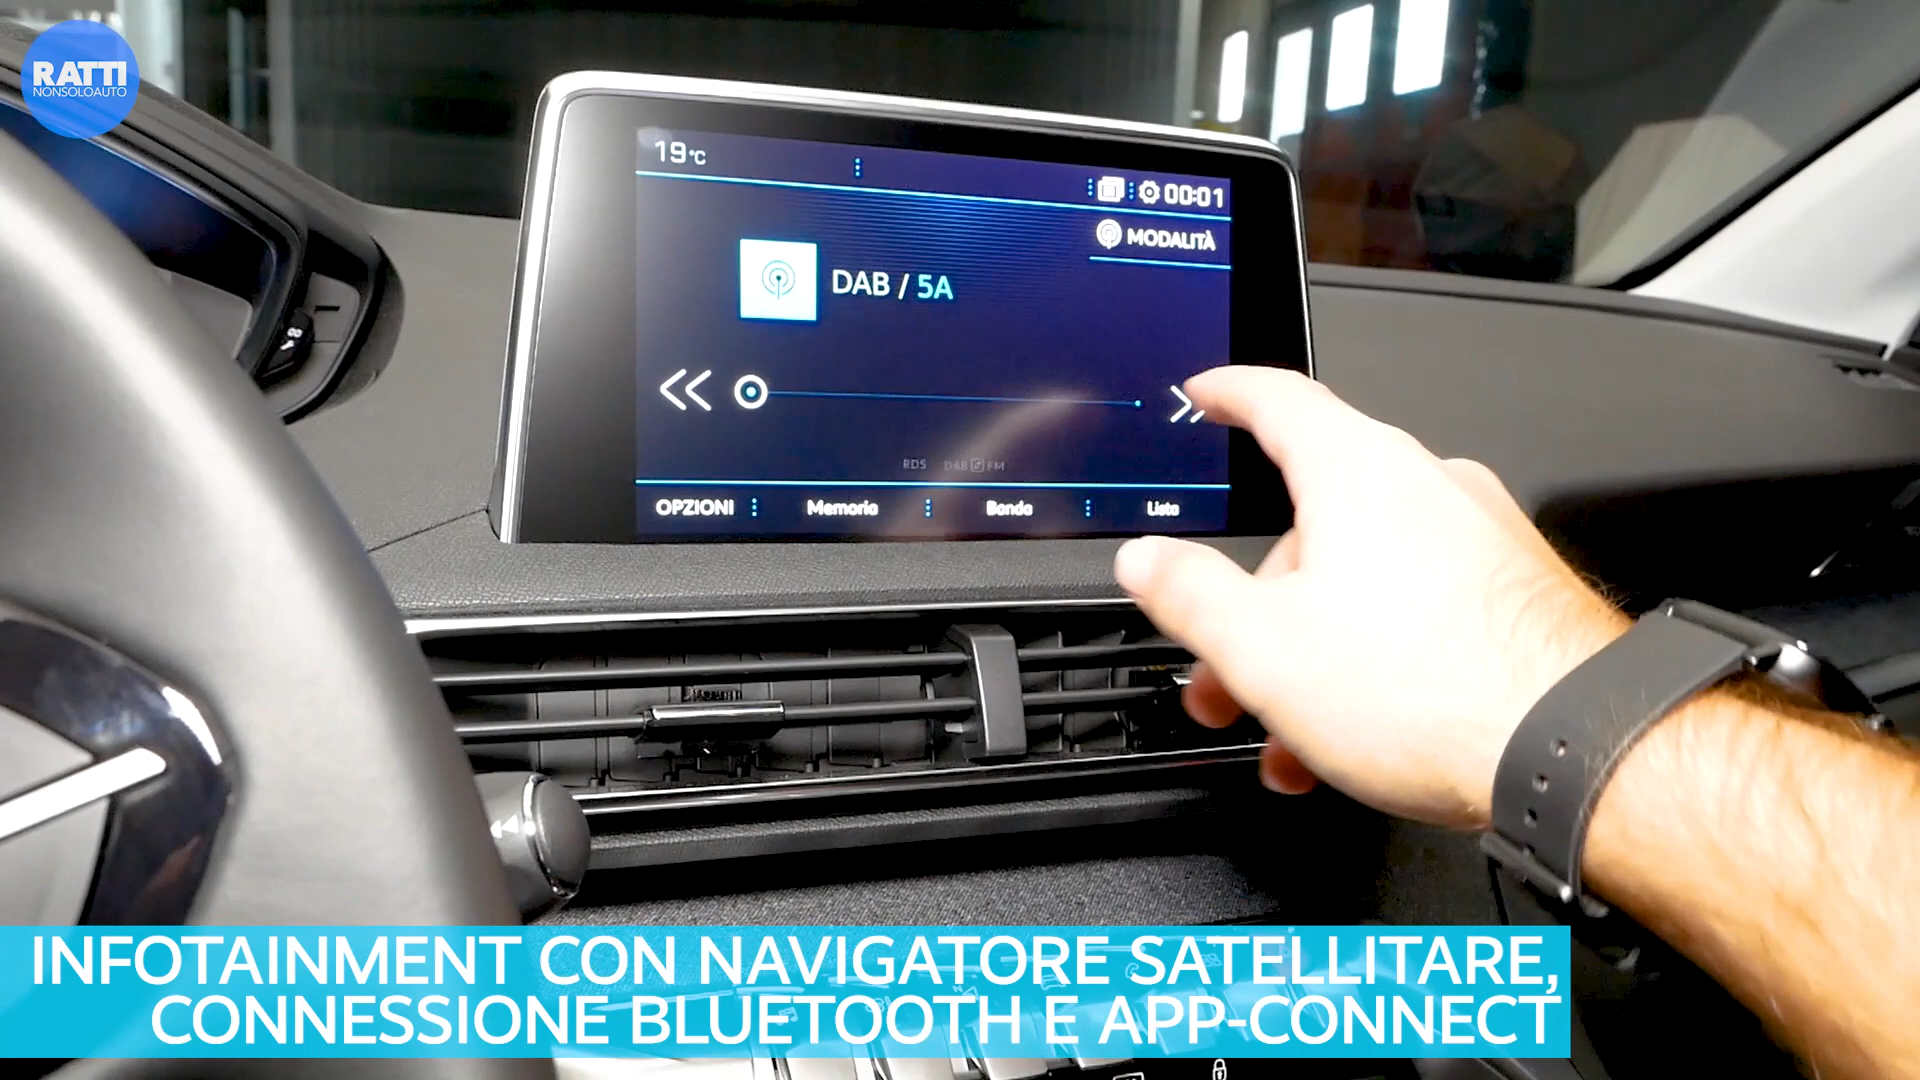 RATTI
NONSOLOAUTO
19°C
00:01
MODALITÀ
DAB / 5A
RDS DAB FM
OPZIONI Memoria Banda Lista
INFOTAINMENT CON NAVIGATORE SATELLITARE,
CONNESSIONE BLUETOOTH E APP-CONNECT